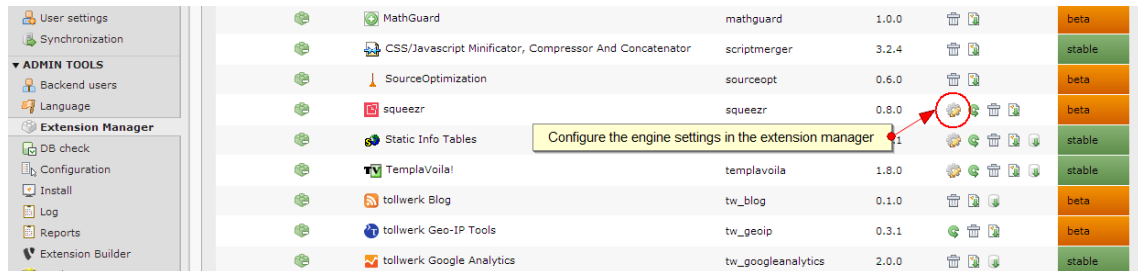 User settings
Synchronization
ADMIN TOOLS
Backend users
Language
Extension Manager
DB check
Configuration
Install
Log
Reports
Extension Builder
MathGuard mathguard 1.0.0 beta
CSS/Javascript Minificator, Compressor And Concatenator scriptmerger 3.2.4 stable
SourceOptimization sourceopt 0.6.0 beta
squeezr squeezr 0.8.0 beta
Configure the engine settings in the extension manager
Static Info Tables stable
TemplaVoila! templavoila 1.8.0 stable
tollwerk Blog tw_blog 0.1.0 beta
tollwerk Geo-IP Tools tw_geoip 0.3.1 beta
tollwerk Google Analytics tw_googleanalytics 2.0.0 stable